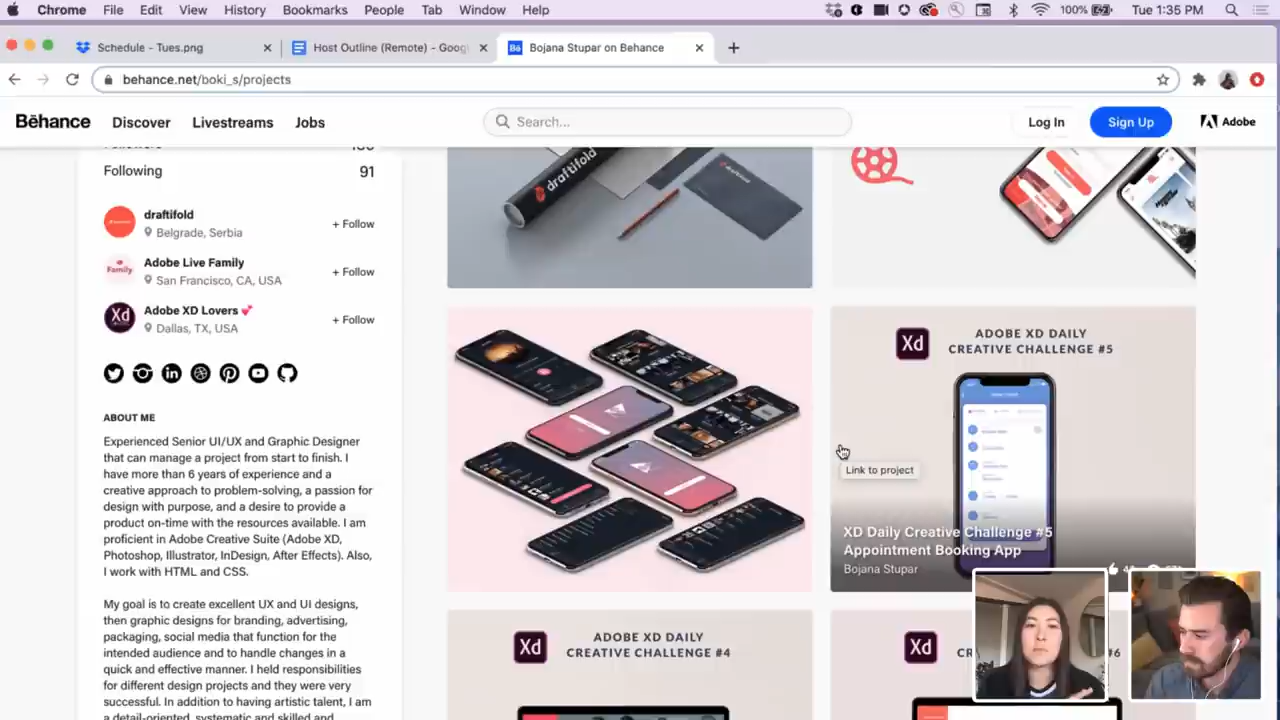 Chrome File Edit View History Bookmarks People Tab Window Help 100% Tue 1:35 PM
Schedule - Tues.png
Host Outline (Remote) - Goog
Bojana Stupar on Behance
behance.net/boki_s/projects
Bēhance Discover Livestreams Jobs Search... Log In Sign Up Adobe
Following 91
draftifold
Belgrade, Serbia
+ Follow
Adobe Live Family
San Francisco, CA, USA
+ Follow
Adobe XD Lovers 💕
Dallas, TX, USA
+ Follow
ABOUT ME
Experienced Senior UI/UX and Graphic Designer
that can manage a project from start to finish. I
have more than 6 years of experience and a
creative approach to problem-solving, a passion for
design with purpose, and a desire to provide a
product on-time with the resources available. I am
proficient in Adobe Creative Suite (Adobe XD,
Photoshop, Illustrator, InDesign, After Effects). Also,
I work with HTML and CSS.
My goal is to create excellent UX and UI designs,
then graphic designs for branding, advertising,
packaging, social media that function for the
intended audience and to handle changes in a
quick and effective manner. I held responsibilities
for different design projects and they were very
successful. In addition to having artistic talent, I am
a detail-oriented, systematic and skilled and
draftifold
Xd
ADOBE XD DAILY
CREATIVE CHALLENGE #5
Link to project
XD Daily Creative Challenge #5
Appointment Booking App
Bojana Stupar
Xd
ADOBE XD DAILY
CREATIVE CHALLENGE #4
Xd